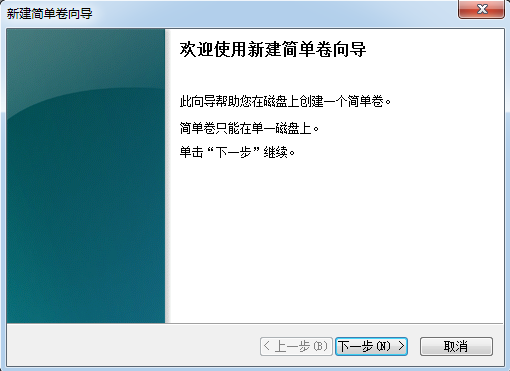 新建简单卷向导
欢迎使用新建简单卷向导
此向导帮助您在磁盘上创建一个简单卷。
简单卷只能在单一磁盘上。
单击“下一步”继续。
< 上一步(B) 下一步(N) > 取消